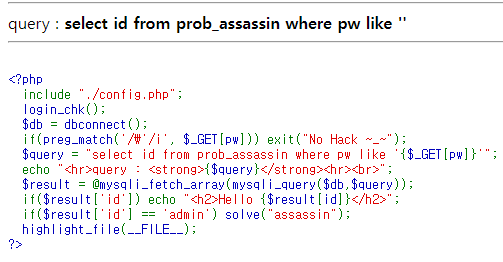 query : select id from prob_assassin where pw like ''
<?php
  include "./config.php";
  login_chk();
  $db = dbconnect();
  if(preg_match('/₩'/i', $_GET[pw])) exit("No Hack ~_~");
  $query = "select id from prob_assassin where pw like '{$_GET[pw]}'";
  echo "<hr>query : <strong>{$query}</strong><hr><br>";
  $result = @mysqli_fetch_array(mysqli_query($db,$query));
  if($result['id']) echo "<h2>Hello {$result[id]}</h2>";
  if($result['id'] == 'admin') solve("assassin");
  highlight_file(__FILE__);
?>